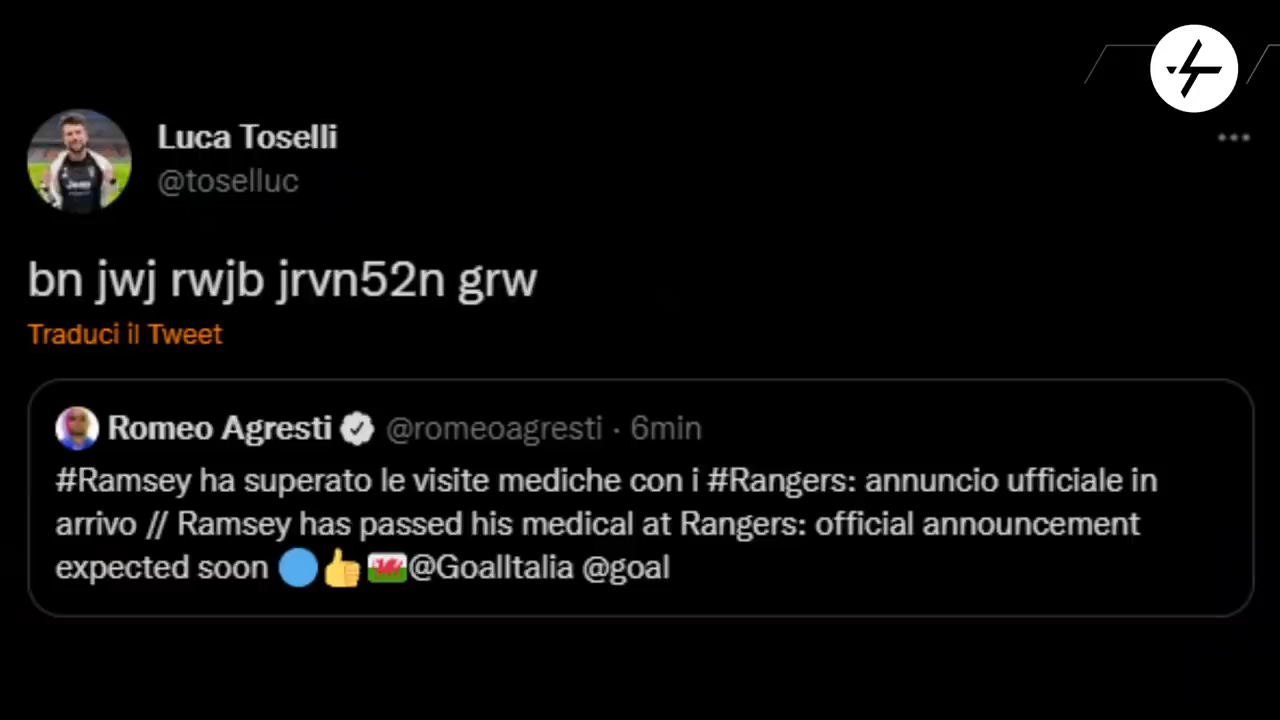 Luca Toselli
@toselluc
bn jwj rwjb jrvn52n grw
Traduci il Tweet
Romeo Agresti @romeoagresti · 6min
#Ramsey ha superato le visite mediche con i #Rangers: annuncio ufficiale in
arrivo // Ramsey has passed his medical at Rangers: official announcement
expected soon 🔵👍🏴󠁧󠁢󠁷󠁬󠁳󠁿@GoalItalia @goal